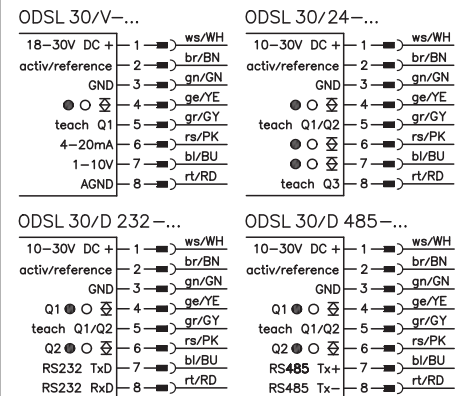 ODSL 30/V-...
18-30V DC + 1 ws/WH
activ/reference 2 br/BN
GND 3 gn/GN
4 ge/YE
teach Q1 5 gr/GY
4-20mA 6 rs/PK
1-10V 7 bl/BU
AGND 8 rt/RD
ODSL 30/24-...
10-30V DC + 1 ws/WH
activ/reference 2 br/BN
GND 3 gn/GN
4 ge/YE
teach Q1/Q2 5 gr/GY
6 rs/PK
7 bl/BU
teach Q3 8 rt/RD
ODSL 30/D 232-...
10-30V DC + 1 ws/WH
activ/reference 2 br/BN
GND 3 gn/GN
Q1 4 ge/YE
teach Q1/Q2 5 gr/GY
Q2 6 rs/PK
RS232 TxD 7 bl/BU
RS232 RxD 8 rt/RD
ODSL 30/D 485-...
10-30V DC + 1 ws/WH
activ/reference 2 br/BN
GND 3 gn/GN
Q1 4 ge/YE
teach Q1/Q2 5 gr/GY
Q2 6 rs/PK
RS485 Tx+ 7 bl/BU
RS485 Tx- 8 rt/RD